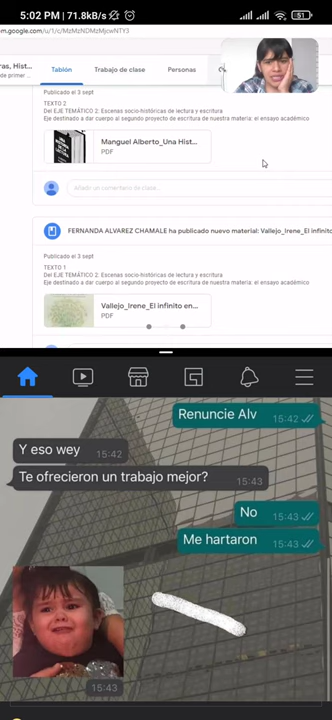 5:02 PM | 71.8kB/s
51
om.google.com/u/1/c/MzMzNDMzMjcwNTY3
ras, Hist...
de primer ...
Tablón
Trabajo de clase
Personas
Publicado el 3 sept
TEXTO 2
Del EJE TEMÁTICO 2: Escenas socio-históricas de lectura y escritura
Eje destinado a dar cuerpo al segundo proyecto de escritura de nuestra materia: el ensayo académico
Manguel Alberto_Una Hist...
PDF
Añadir un comentario de clase...
FERNANDA ALVAREZ CHAMALE ha publicado nuevo material: Vallejo_Irene_El infinito
Publicado el 3 sept
TEXTO 1
Del EJE TEMÁTICO 2: Escenas socio-históricas de lectura y escritura
Eje destinado a dar cuerpo al segundo proyecto de escritura de nuestra materia: el ensayo académico
Vallejo_Irene_El infinito en...
PDF
Renuncie Alv
15:42
Y eso wey
15:42
Te ofrecieron un trabajo mejor?
15:43
No
15:43
Me hartaron
15:43
15:43